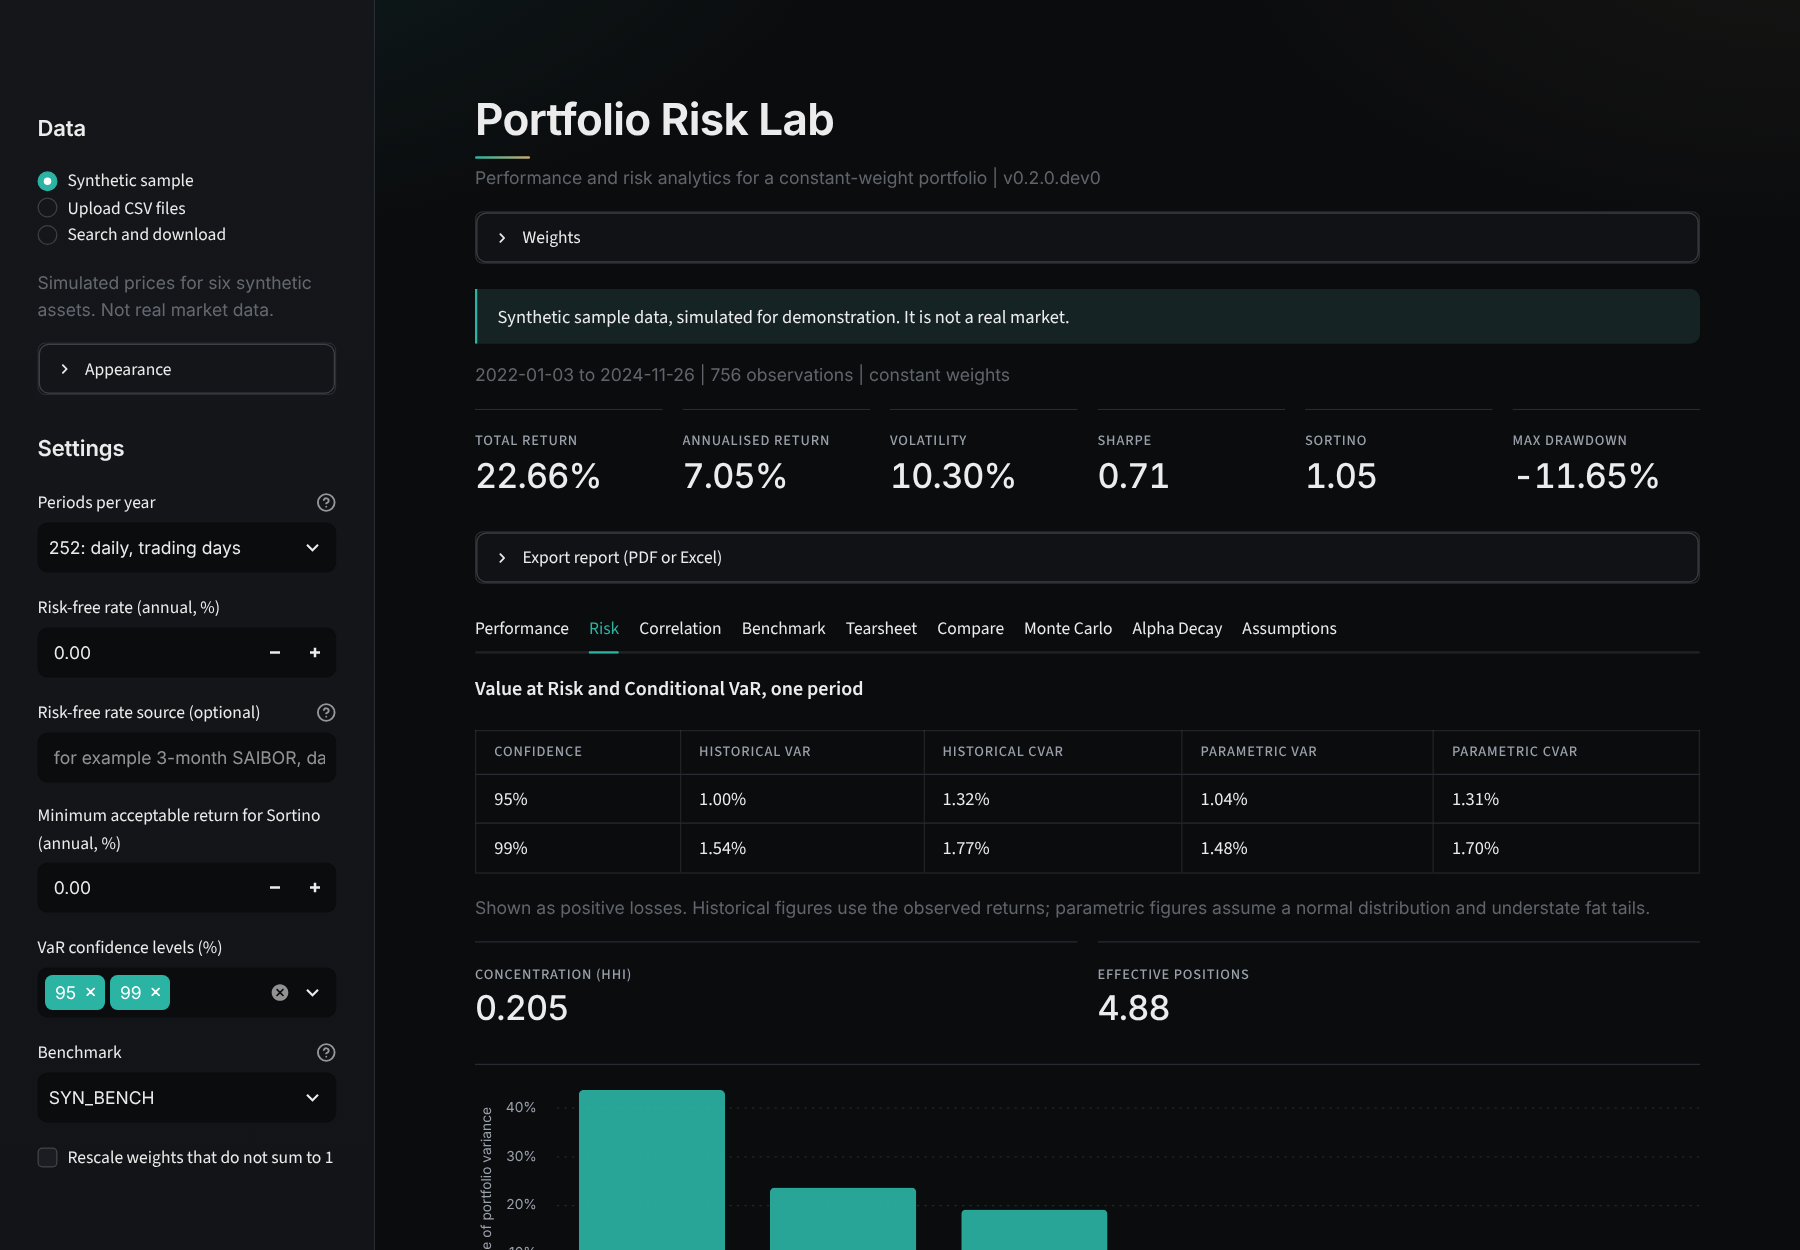 Data
Synthetic sample
Upload CSV files
Search and download
Simulated prices for six synthetic
assets. Not real market data.
Appearance
Settings
Periods per year
252: daily, trading days
Risk-free rate (annual, %)
0.00
Risk-free rate source (optional)
for example 3-month SAIBOR, da
Minimum acceptable return for Sortino
(annual, %)
0.00
VaR confidence levels (%)
95 99
Benchmark
SYN_BENCH
Rescale weights that do not sum to 1
Portfolio Risk Lab
Performance and risk analytics for a constant-weight portfolio | v0.2.0.dev0
Weights
Synthetic sample data, simulated for demonstration. It is not a real market.
2022-01-03 to 2024-11-26 | 756 observations | constant weights
TOTAL RETURN ANNUALISED RETURN VOLATILITY SHARPE SORTINO MAX DRAWDOWN
22.66% 7.05% 10.30% 0.71 1.05 -11.65%
Export report (PDF or Excel)
Performance Risk Correlation Benchmark Tearsheet Compare Monte Carlo Alpha Decay Assumptions
Value at Risk and Conditional VaR, one period
CONFIDENCE HISTORICAL VAR HISTORICAL CVAR PARAMETRIC VAR PARAMETRIC CVAR
95% 1.00% 1.32% 1.04% 1.31%
99% 1.54% 1.77% 1.48% 1.70%
Shown as positive losses. Historical figures use the observed returns; parametric figures assume a normal distribution and understate fat tails.
CONCENTRATION (HHI) EFFECTIVE POSITIONS
0.205 4.88
e of portfolio variance
40%
30%
20%